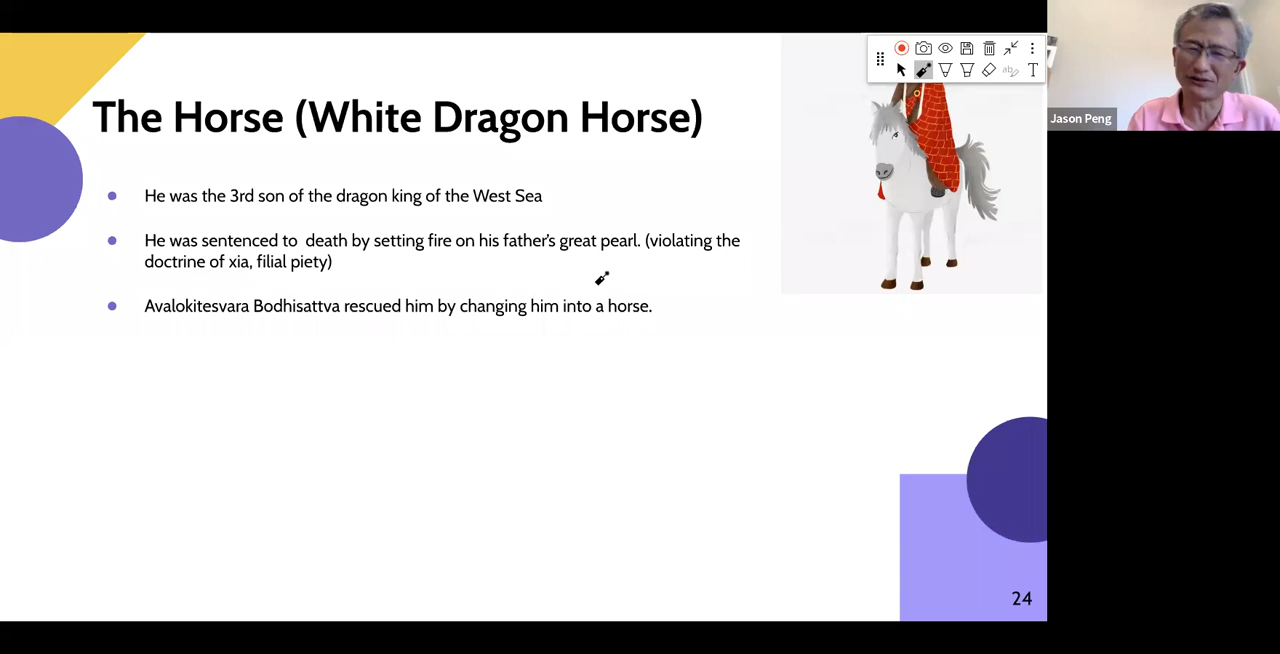 The Horse (White Dragon Horse)
He was the 3rd son of the dragon king of the West Sea
He was sentenced to  death by setting fire on his father's great pearl. (violating the
doctrine of xia, filial piety)
Avalokitesvara Bodhisattva rescued him by changing him into a horse.
24
ab
T
Jason Peng